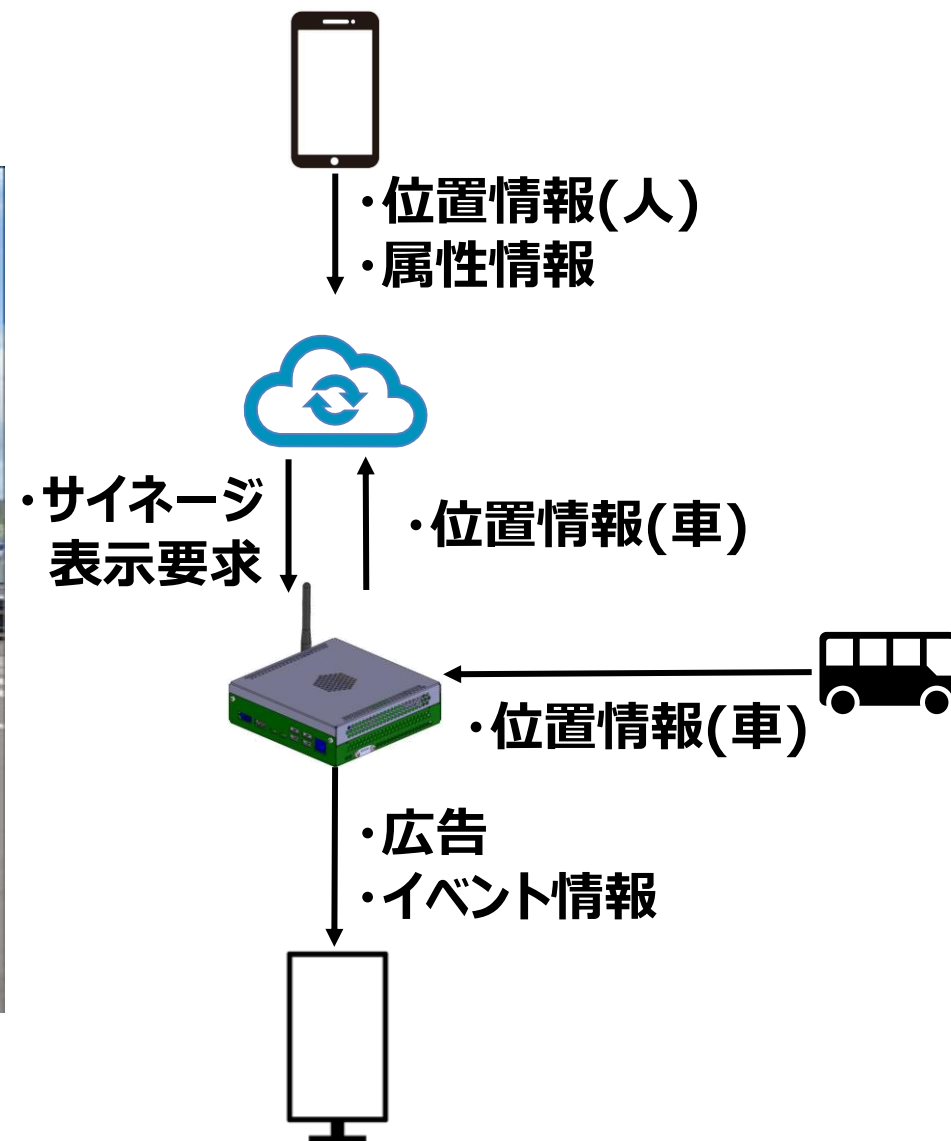 ・位置情報(人)
・属性情報
・サイネージ
表示要求
・位置情報(車)
・位置情報(車)
・広告
・イベント情報